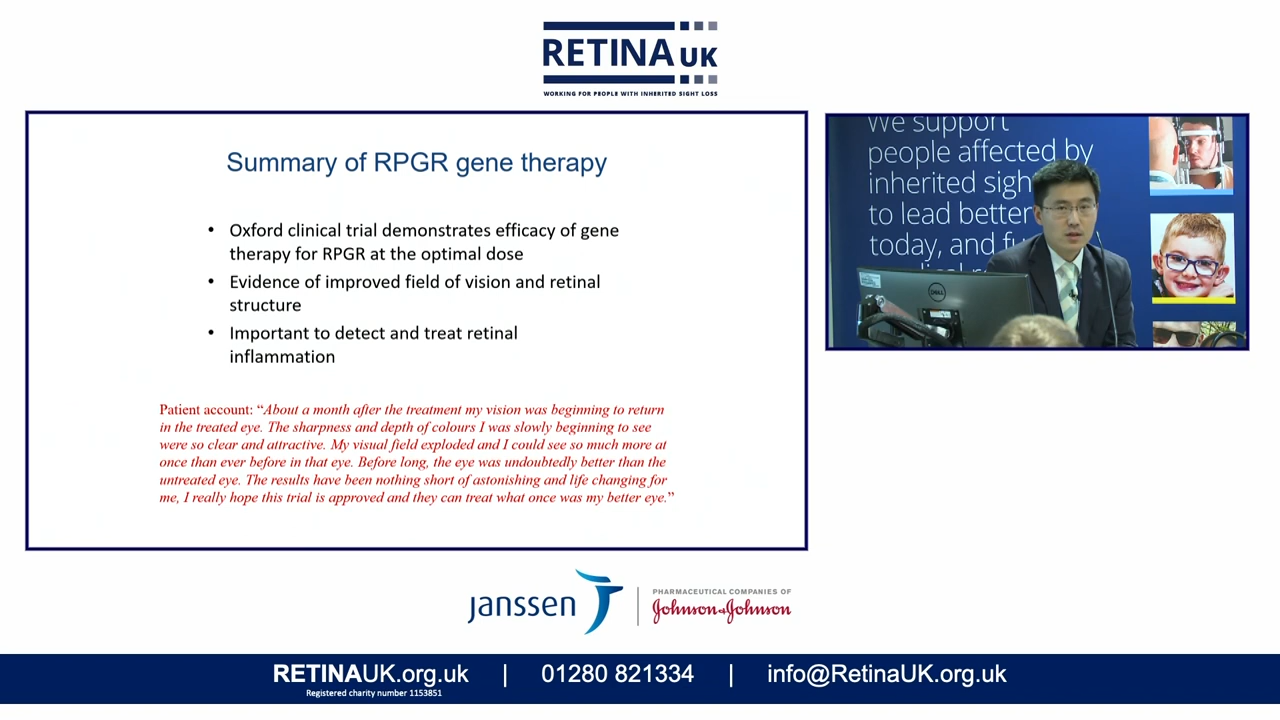 RETINA UK
WORKING FOR PEOPLE WITH INHERITED SIGHT LOSS
Summary of RPGR gene therapy
• Oxford clinical trial demonstrates efficacy of gene
therapy for RPGR at the optimal dose
• Evidence of improved field of vision and retinal
structure
• Important to detect and treat retinal
inflammation
Patient account: “About a month after the treatment my vision was beginning to return
in the treated eye. The sharpness and depth of colours I was slowly beginning to see
were so clear and attractive. My visual field exploded and I could see so much more at
once than ever before in that eye. Before long, the eye was undoubtedly better than the
untreated eye. The results have been nothing short of astonishing and life changing for
me, I really hope this trial is approved and they can treat what once was my better eye.”
We support
people affected by
inherited sigh
to lead better
today, and fu
DELL
janssen
PHARMACEUTICAL COMPANIES OF
Johnson & Johnson
RETINAUK.org.uk | 01280 821334 | info@RetinaUK.org.uk
Registered charity number 1153851